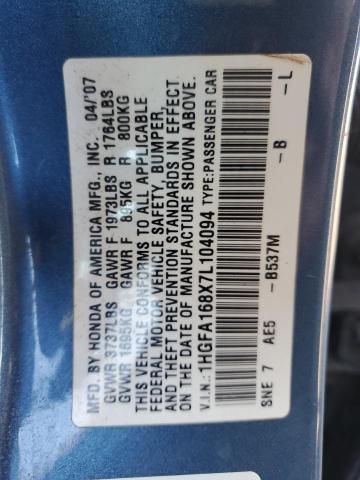 MFD. BY HONDA OF AMERICA MFG., INC. 04/'07
GVWR 3737LBS GAWR F 1973LBS R 1764LBS
GVWR 1695KG GAWR F 895KG R 800KG
THIS VEHICLE CONFORMS TO ALL APPLICABLE
FEDERAL MOTOR VEHICLE SAFETY, BUMPER,
AND THEFT PREVENTION STANDARDS IN EFFECT
ON THE DATE OF MANUFACTURE SHOWN ABOVE.
V.I.N.: 1HGFA168X7L104094 TYPE:PASSENGER CAR
SNE 7 AE5 -B537M -B -L